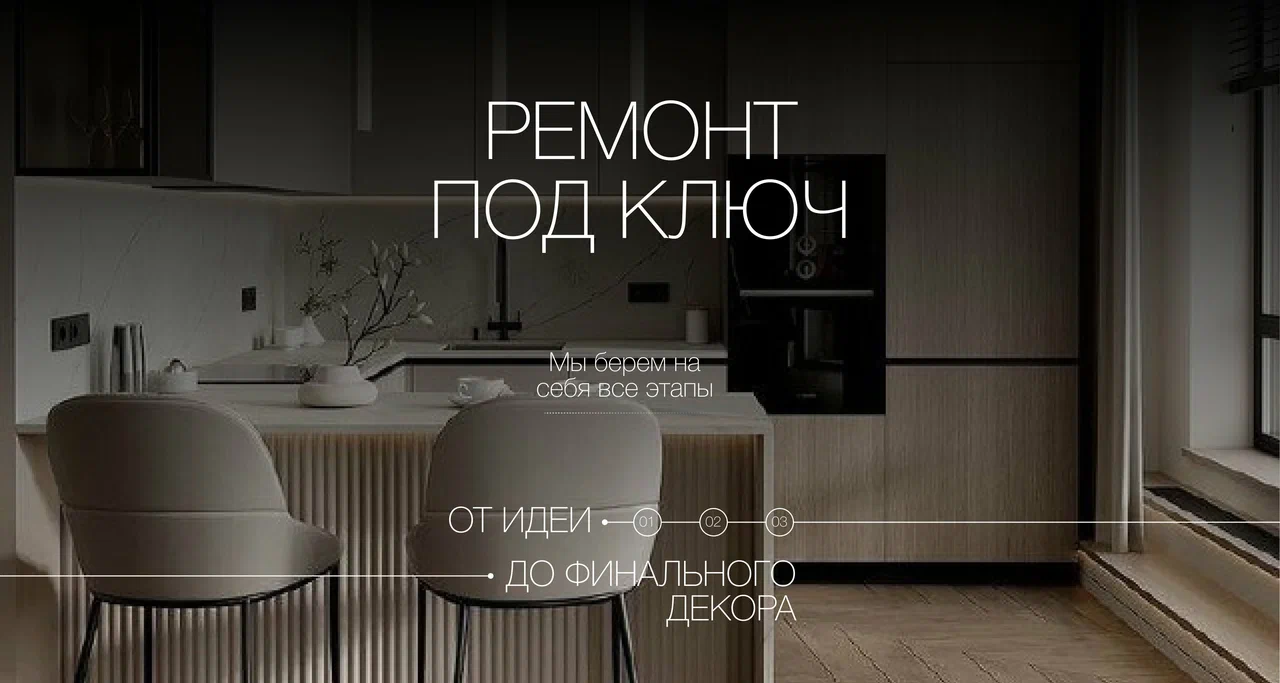 РЕМОНТ
ПОД КЛЮЧ
Мы берем на
себя все этапы
ОТ ИДЕИ 01 02 03
ДО ФИНАЛЬНОГО
ДЕКОРА